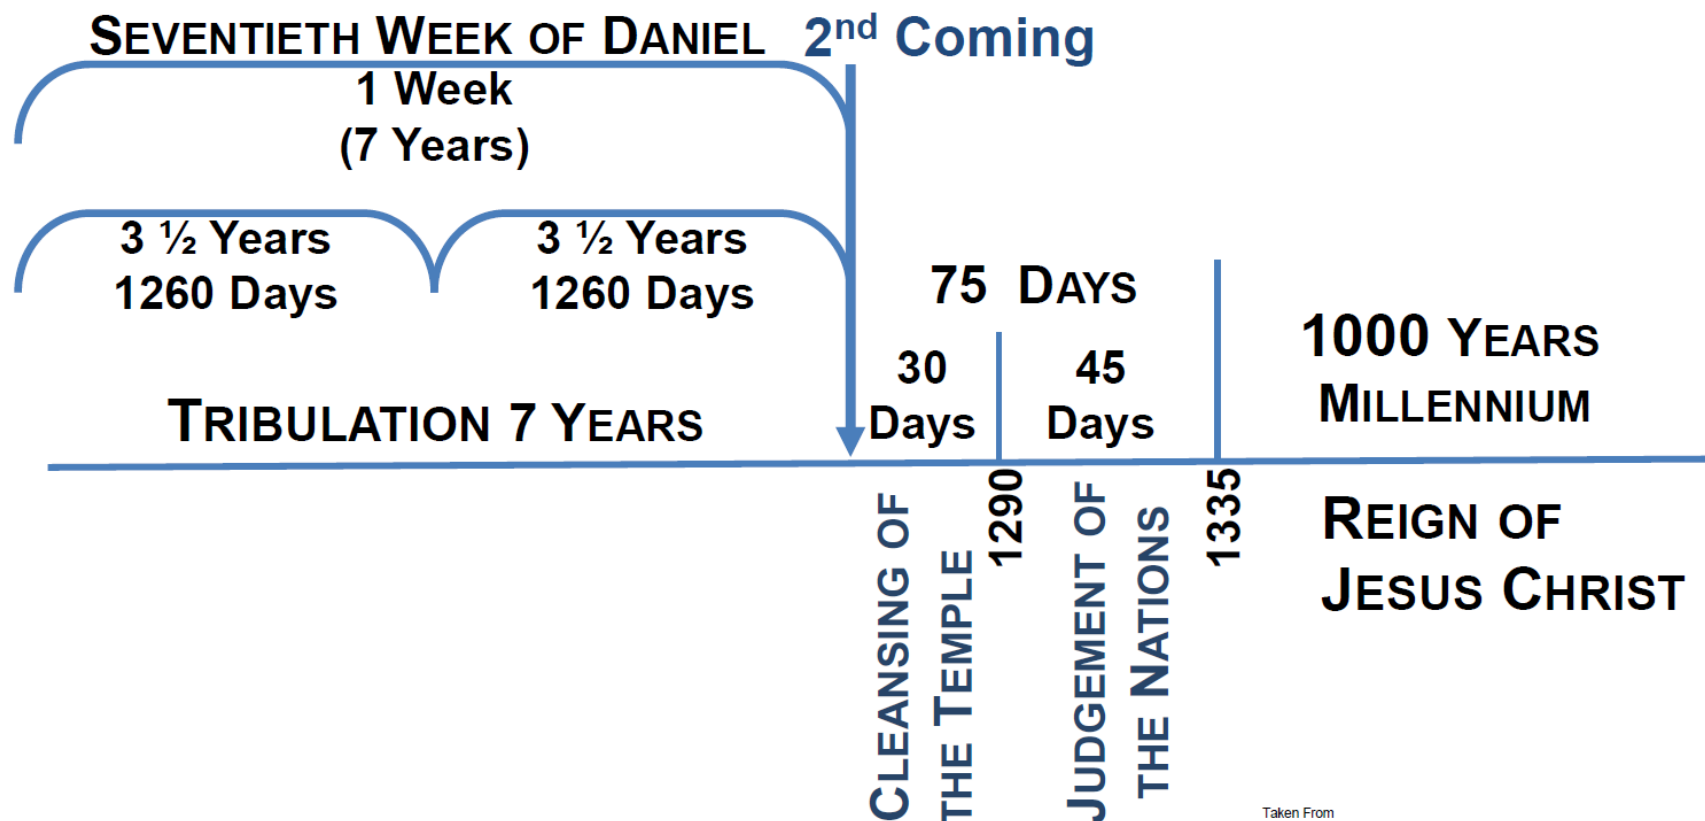 SEVENTIETH WEEK OF DANIEL
2nd Coming
1 Week
(7 Years)
3 ½ Years
1260 Days
3 ½ Years
1260 Days
75 DAYS
30
Days
45
Days
1000 YEARS
MILLENNIUM
TRIBULATION 7 YEARS
CLEANSING OF
THE TEMPLE
1290
JUDGEMENT OF
THE NATIONS
1335
REIGN OF
JESUS CHRIST
Taken From